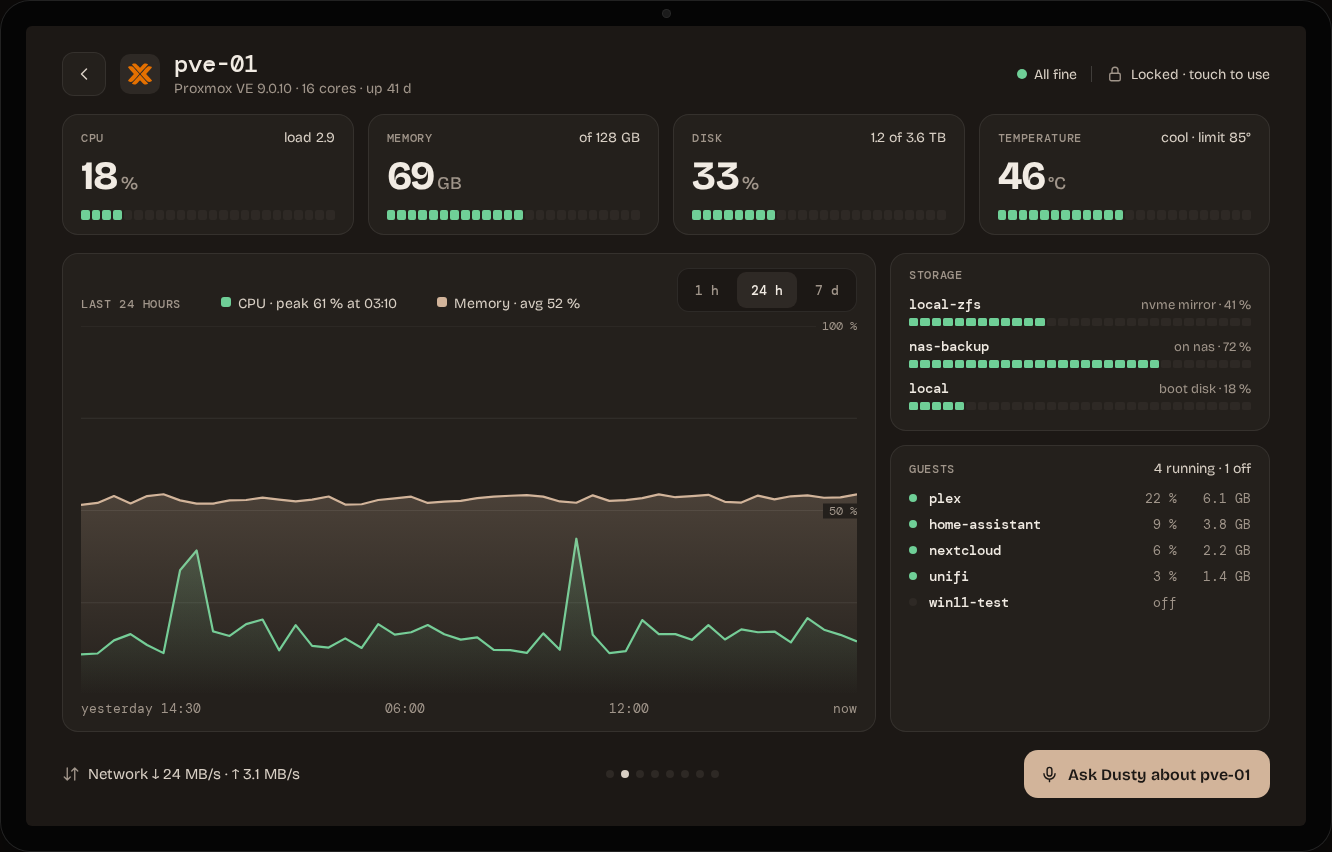 pve-01
Proxmox VE 9.0.10 · 16 cores · up 41 d
All fine
Locked · touch to use
CPU load 2.9
18 %
MEMORY of 128 GB
69 GB
DISK 1.2 of 3.6 TB
33 %
TEMPERATURE cool · limit 85°
46 °C
LAST 24 HOURS CPU · peak 61 % at 03:10 Memory · avg 52 % 1 h 24 h 7 d
100 %
50 %
yesterday 14:30 06:00 12:00 now
STORAGE
local-zfs nvme mirror · 41 %
nas-backup on nas · 72 %
local boot disk · 18 %
GUESTS 4 running · 1 off
plex 22 % 6.1 GB
home-assistant 9 % 3.8 GB
nextcloud 6 % 2.2 GB
unifi 3 % 1.4 GB
win11-test off
Network ↓ 24 MB/s · ↑ 3.1 MB/s
Ask Dusty about pve-01